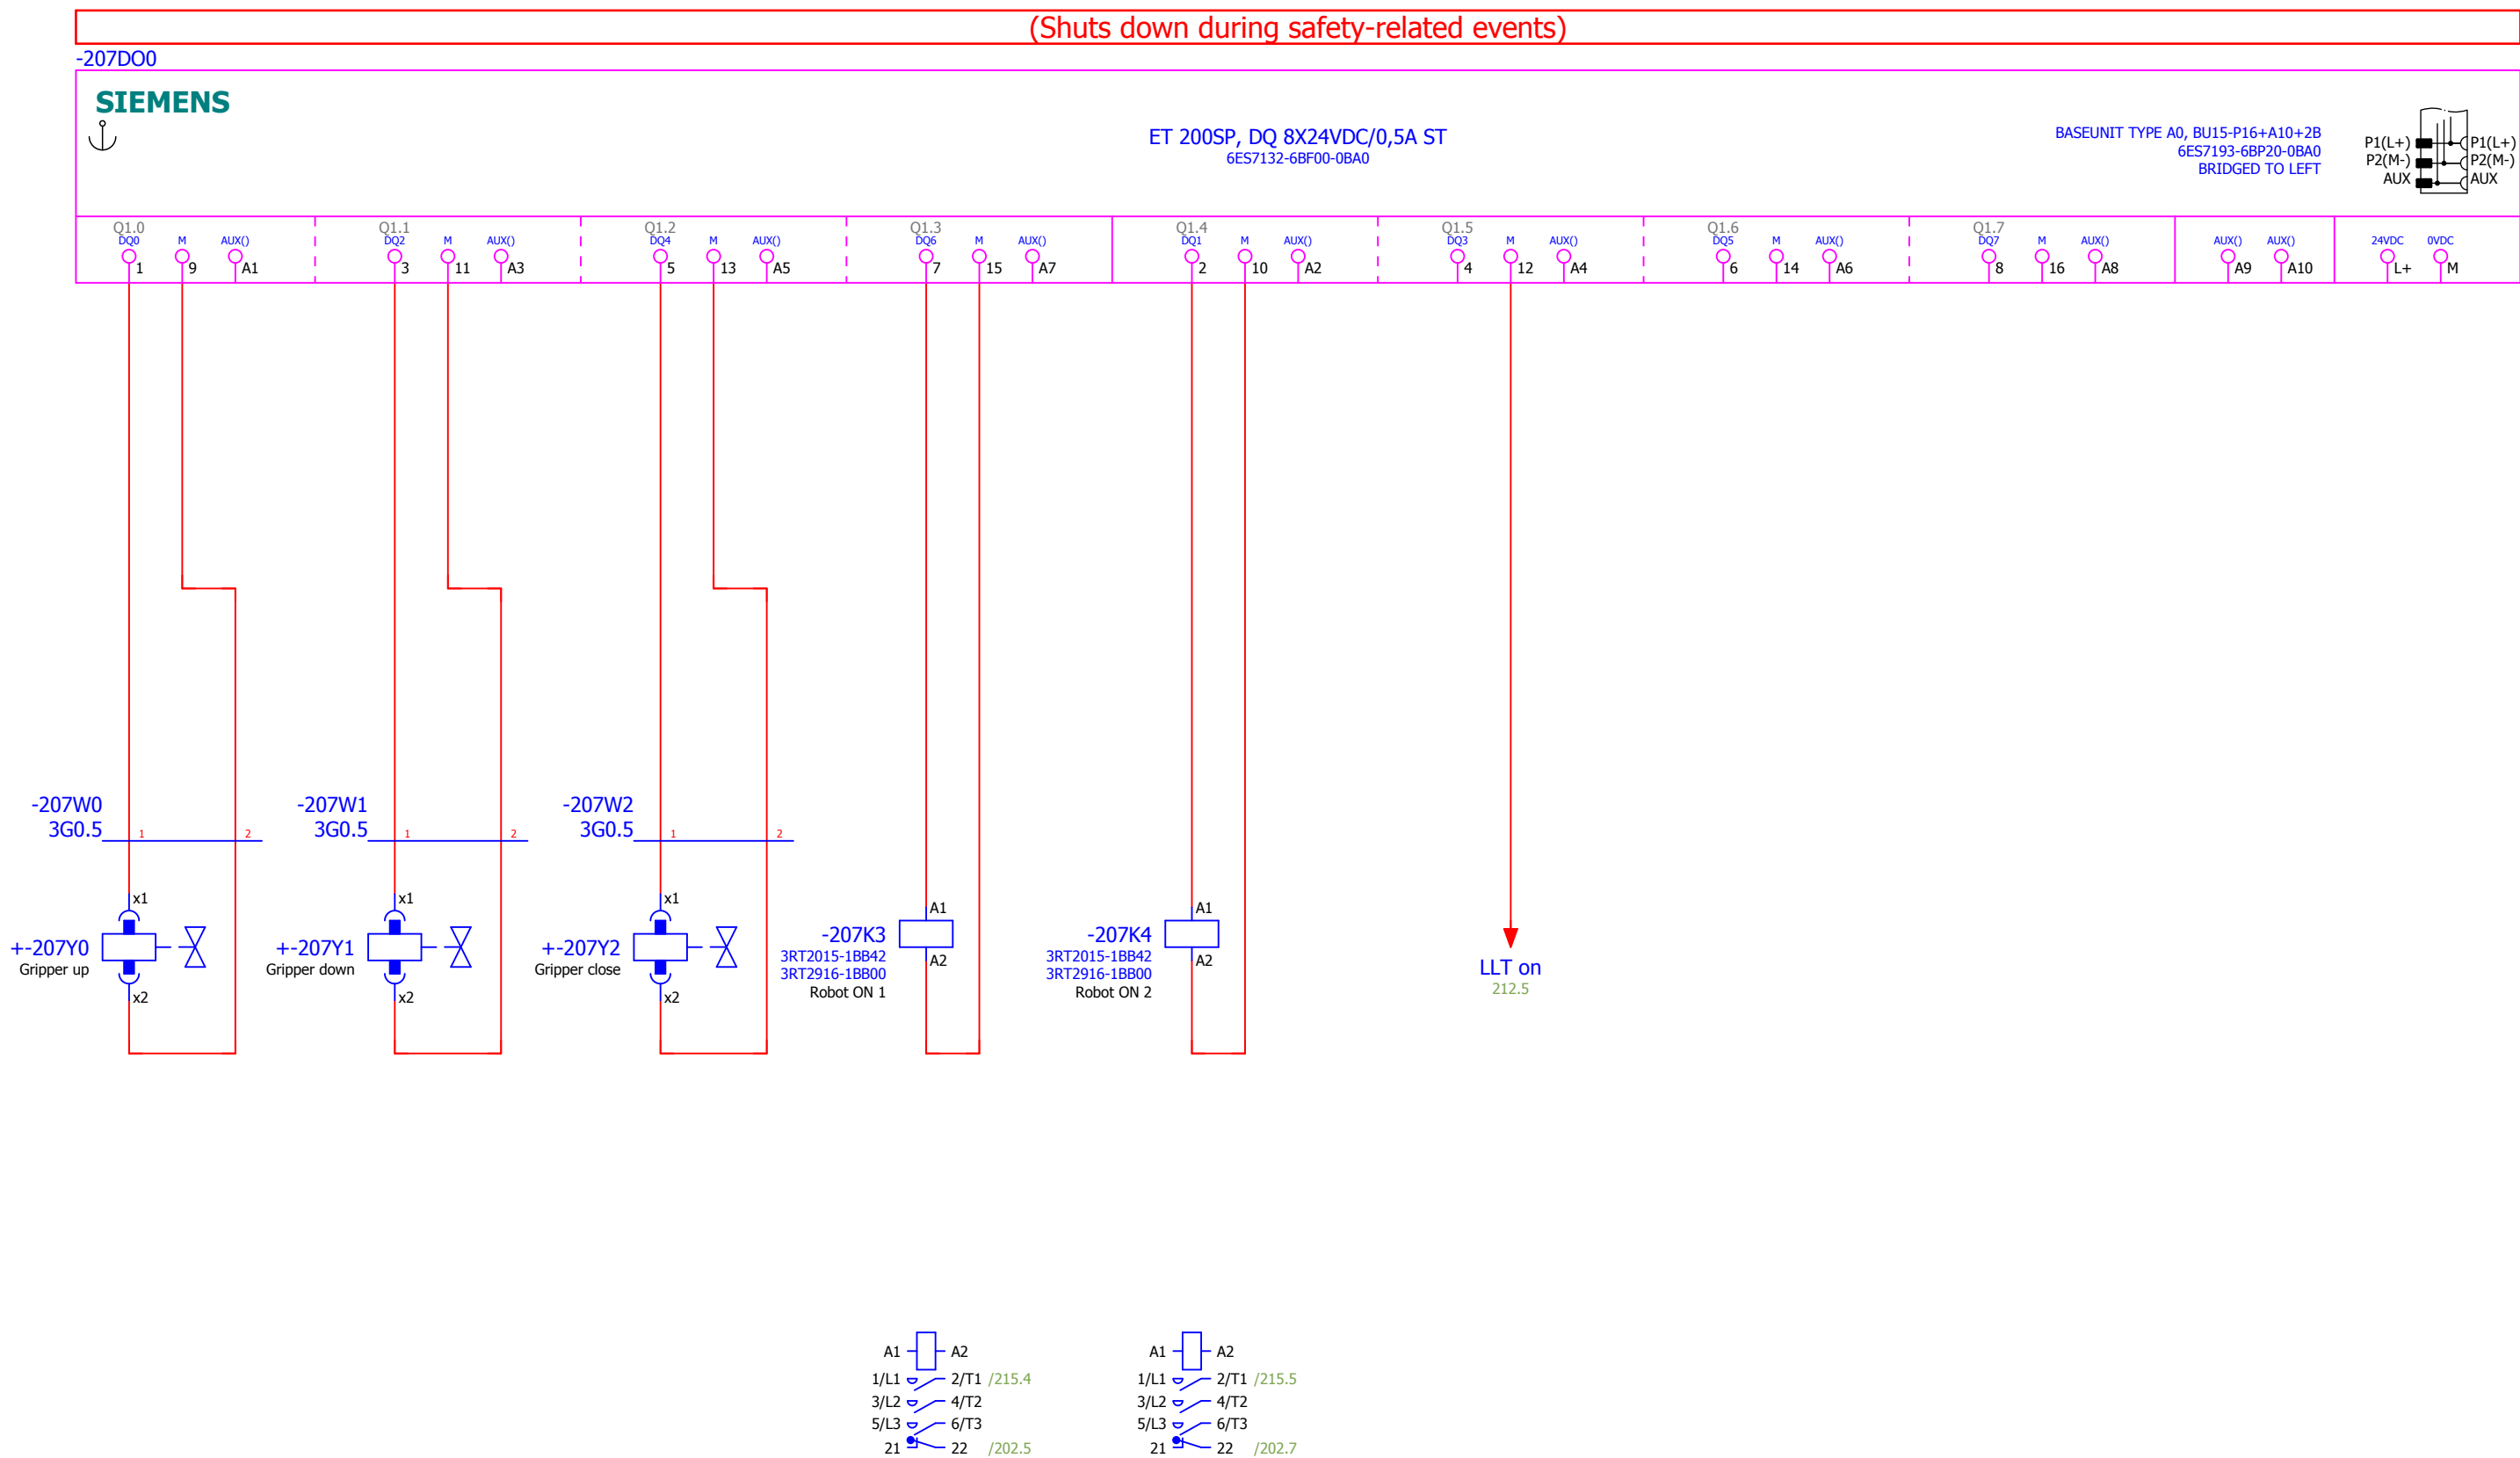 (Shuts down during safety-related events)
-207DO0
SIEMENS
ET 200SP, DQ 8X24VDC/0,5A ST
6ES7132-6BF00-0BA0
BASEUNIT TYPE A0, BU15-P16+A10+2B
6ES7193-6BP20-0BA0
BRIDGED TO LEFT
P1(L+) P1(L+)
P2(M-) P2(M-)
AUX AUX
Q1.0 Q1.1 Q1.2 Q1.3 Q1.4 Q1.5 Q1.6 Q1.7
DQ0 M AUX() DQ2 M AUX() DQ4 M AUX() DQ6 M AUX() DQ1 M AUX() DQ3 M AUX() DQ5 M AUX() DQ7 M AUX() AUX() AUX() 24VDC 0VDC
1 9 A1 3 11 A3 5 13 A5 7 15 A7 2 10 A2 4 12 A4 6 14 A6 8 16 A8 A9 A10 L+ M
-207W0 -207W1 -207W2
3G0.5 1 2 3G0.5 1 2 3G0.5 1 2
x1 x1 x1 A1 A1
+-207Y0 +-207Y1 +-207Y2 -207K3 -207K4
Gripper up Gripper down Gripper close 3RT2015-1BB42 A2 3RT2015-1BB42 A2
3RT2916-1BB00 3RT2916-1BB00
x2 x2 x2 Robot ON 1 Robot ON 2
LLT on
212.5
A1 A2 A1 A2
1/L1 2/T1 /215.4 1/L1 2/T1 /215.5
3/L2 4/T2 3/L2 4/T2
5/L3 6/T3 5/L3 6/T3
21 22 /202.5 21 22 /202.7